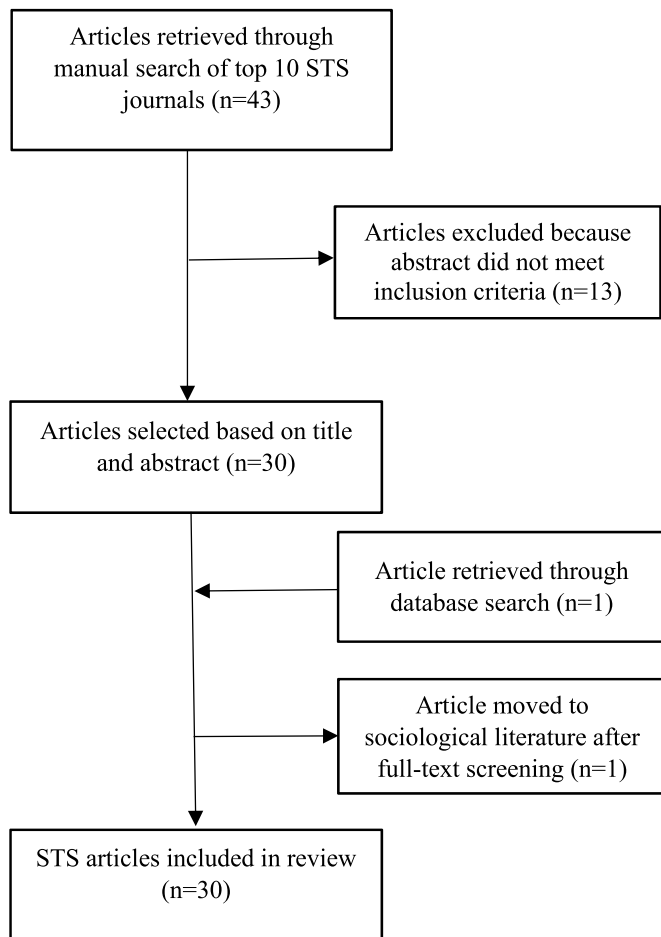 Articles retrieved through
manual search of top 10 STS
journals (n=43)
Articles excluded because
abstract did not meet
inclusion criteria (n=13)
Articles selected based on title
and abstract (n=30)
Article retrieved through
database search (n=1)
Article moved to
sociological literature after
full-text screening (n=1)
STS articles included in review
(n=30)